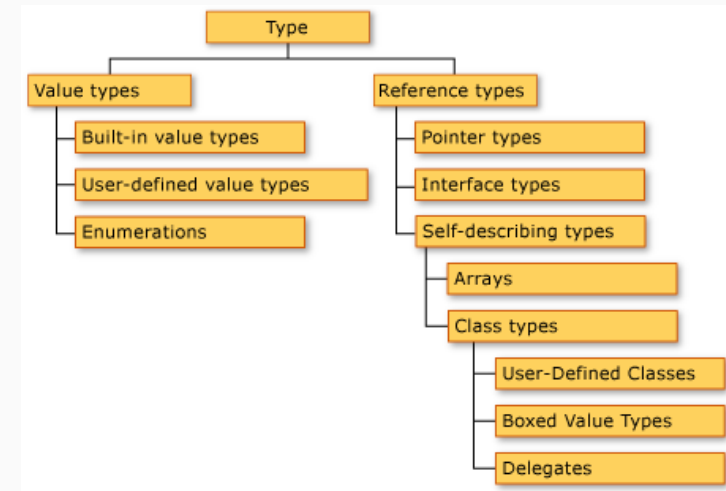 Type
Value types
Built-in value types
User-defined value types
Enumerations
Reference types
Pointer types
Interface types
Self-describing types
Arrays
Class types
User-Defined Classes
Boxed Value Types
Delegates